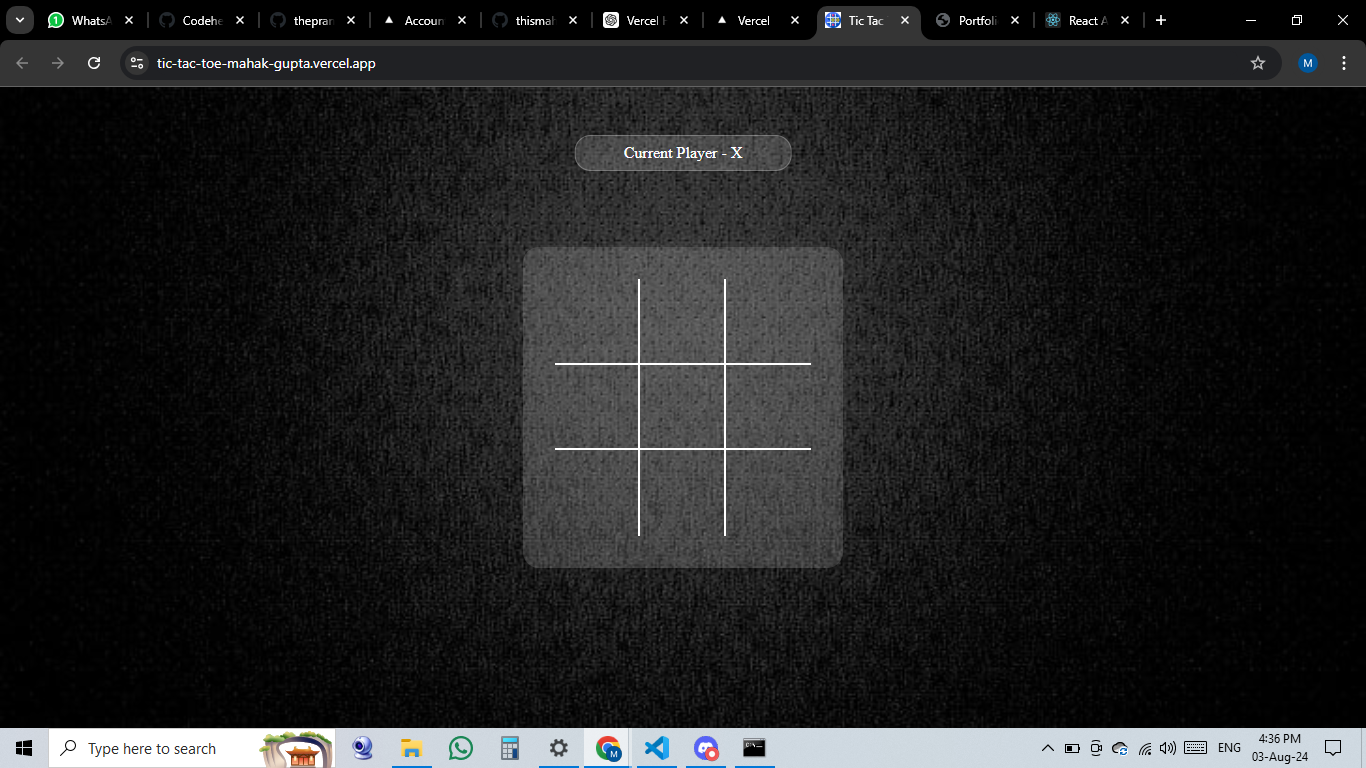 WhatsA
Codehe
thepran
Accoun
thismah
Vercel H
Vercel
Tic Tac
Portfoli
React A
tic-tac-toe-mahak-gupta.vercel.app
M
Current Player - X
Type here to search
M
ENG
4:36 PM
03-Aug-24